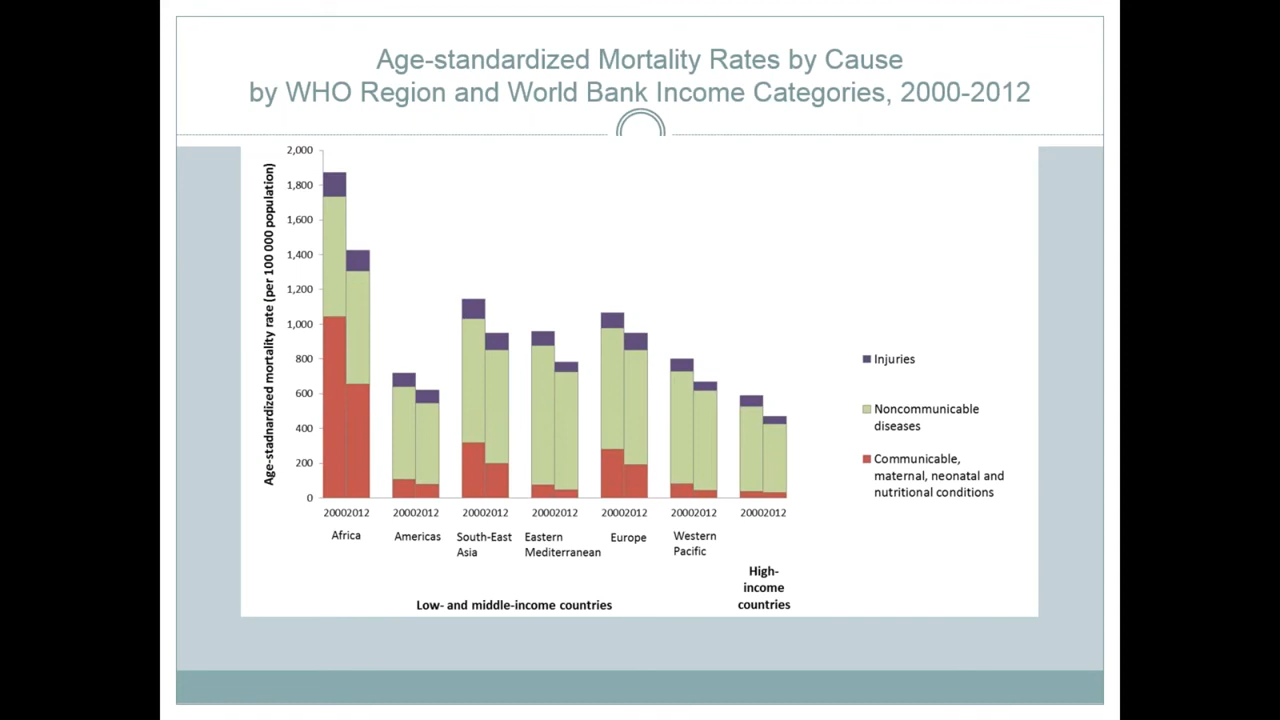 Age-standardized Mortality Rates by Cause
by WHO Region and World Bank Income Categories, 2000-2012
Age-stadnardized mortality rate (per 100 000 population)
2,000
1,800
1,600
1,400
1,200
1,000
800
600
400
200
0
20002012 20002012 20002012 20002012 20002012 20002012 20002012
Africa
Americas
South-East
Asia
Eastern
Mediterranean
Europe
Western
Pacific
High-
income
countries
Low- and middle-income countries
Injuries
Noncommunicable
diseases
Communicable,
maternal, neonatal and
nutritional conditions